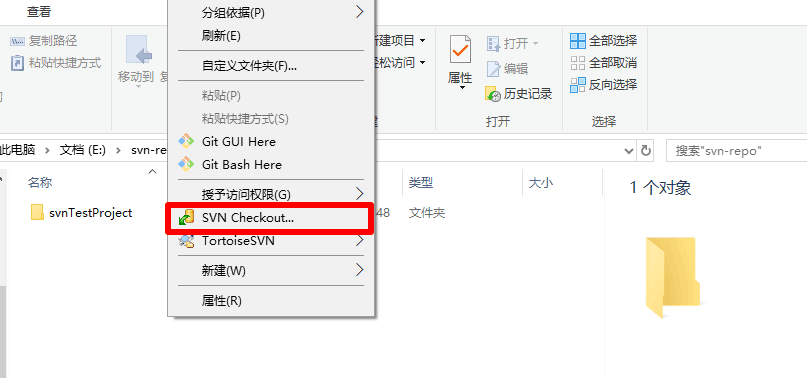 查看
分组依据(P)
刷新(E)
自定义文件夹(F)...
粘贴(P)
粘贴快捷方式(S)
Git GUI Here
Git Bash Here
授予访问权限(G)
SVN Checkout...
TortoiseSVN
新建(W)
属性(R)
复制路径
粘贴快捷方式
移动到
新建项目
轻松访问
属性
打开
编辑
历史记录
打开
全部选择
全部取消
反向选择
选择
此电脑
文档 (E:)
svn-re
搜索"svn-repo"
名称
类型
大小
svnTestProject
48
文件夹
1 个对象